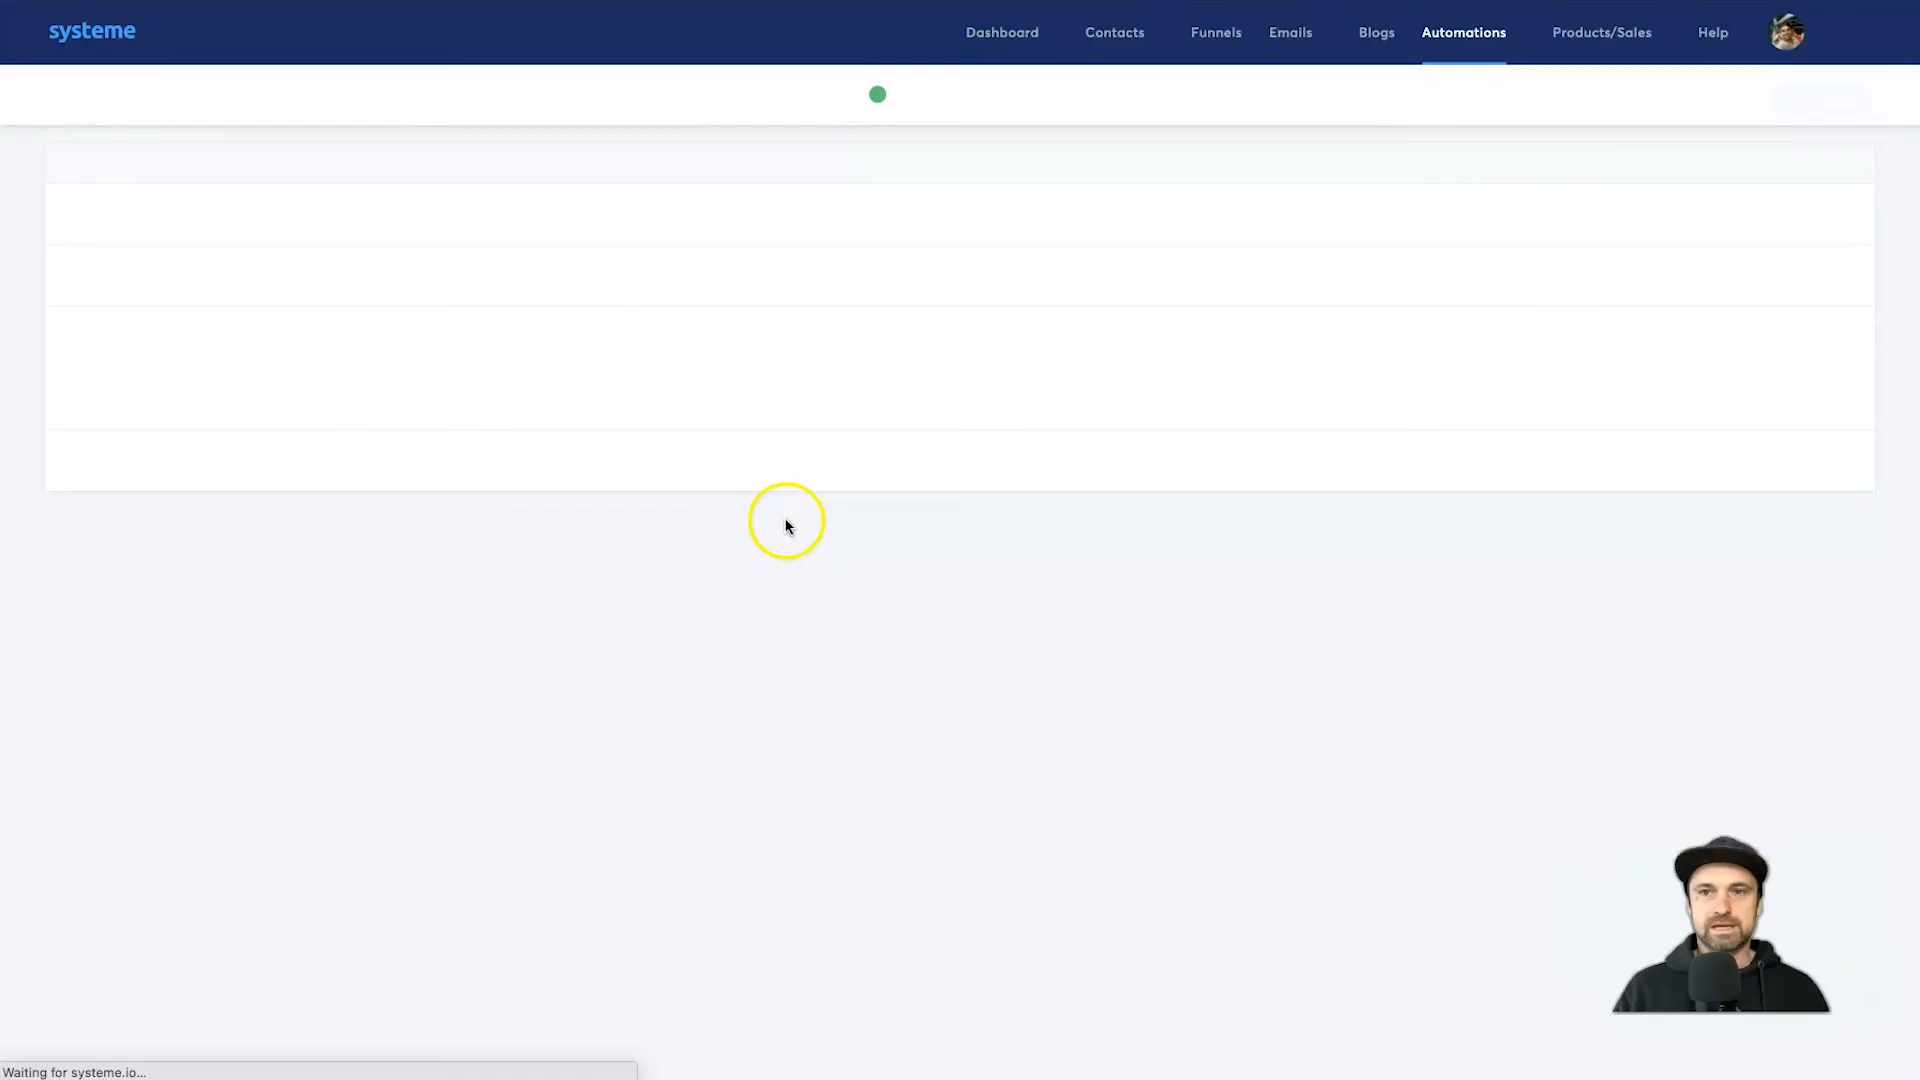 systeme
Dashboard
Contacts
Funnels
Emails
Blogs
Automations
Products/Sales
Help
Waiting for systeme.io...